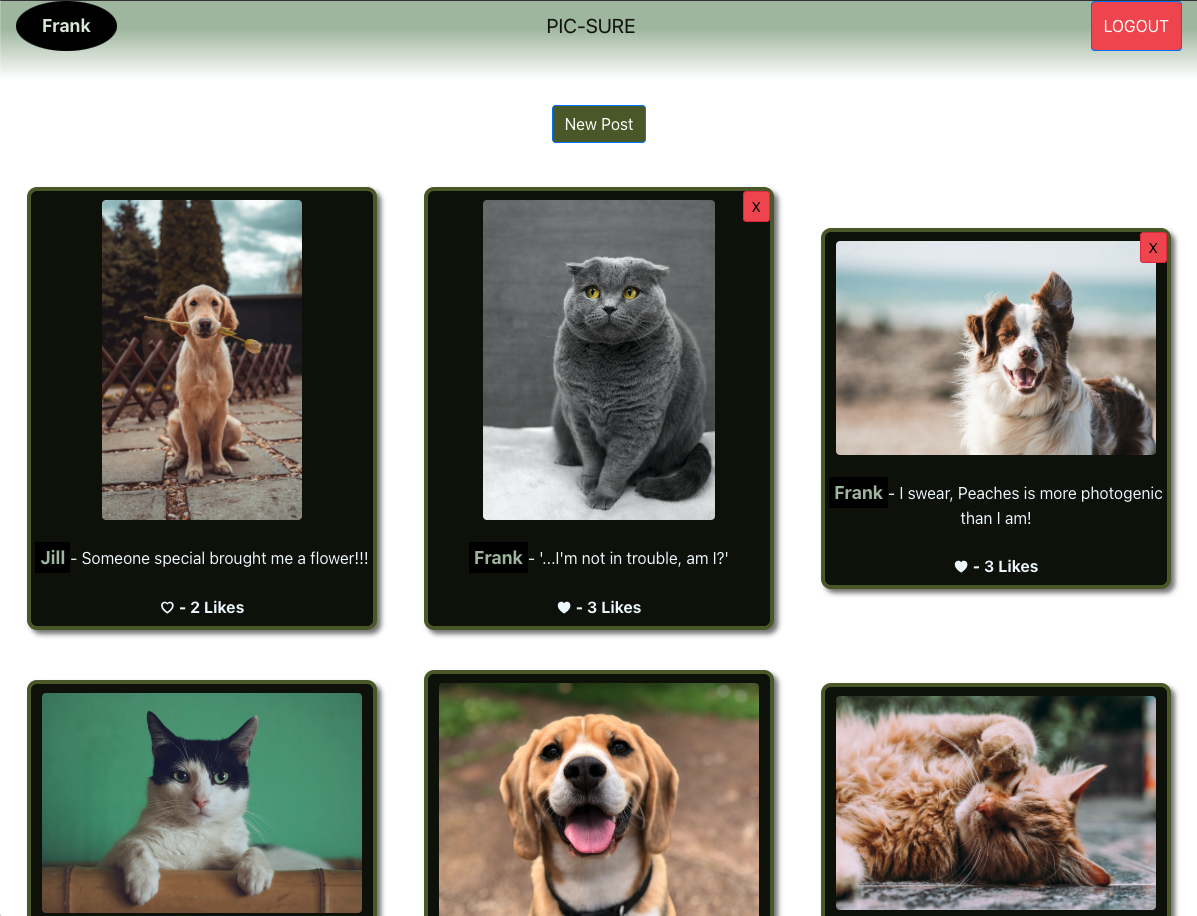 Frank
PIC-SURE
LOGOUT
New Post
X
X
Jill - Someone special brought me a flower!!!
Frank - '...I'm not in trouble, am I?'
Frank - I swear, Peaches is more photogenic
than I am!
- 2 Likes
- 3 Likes
- 3 Likes